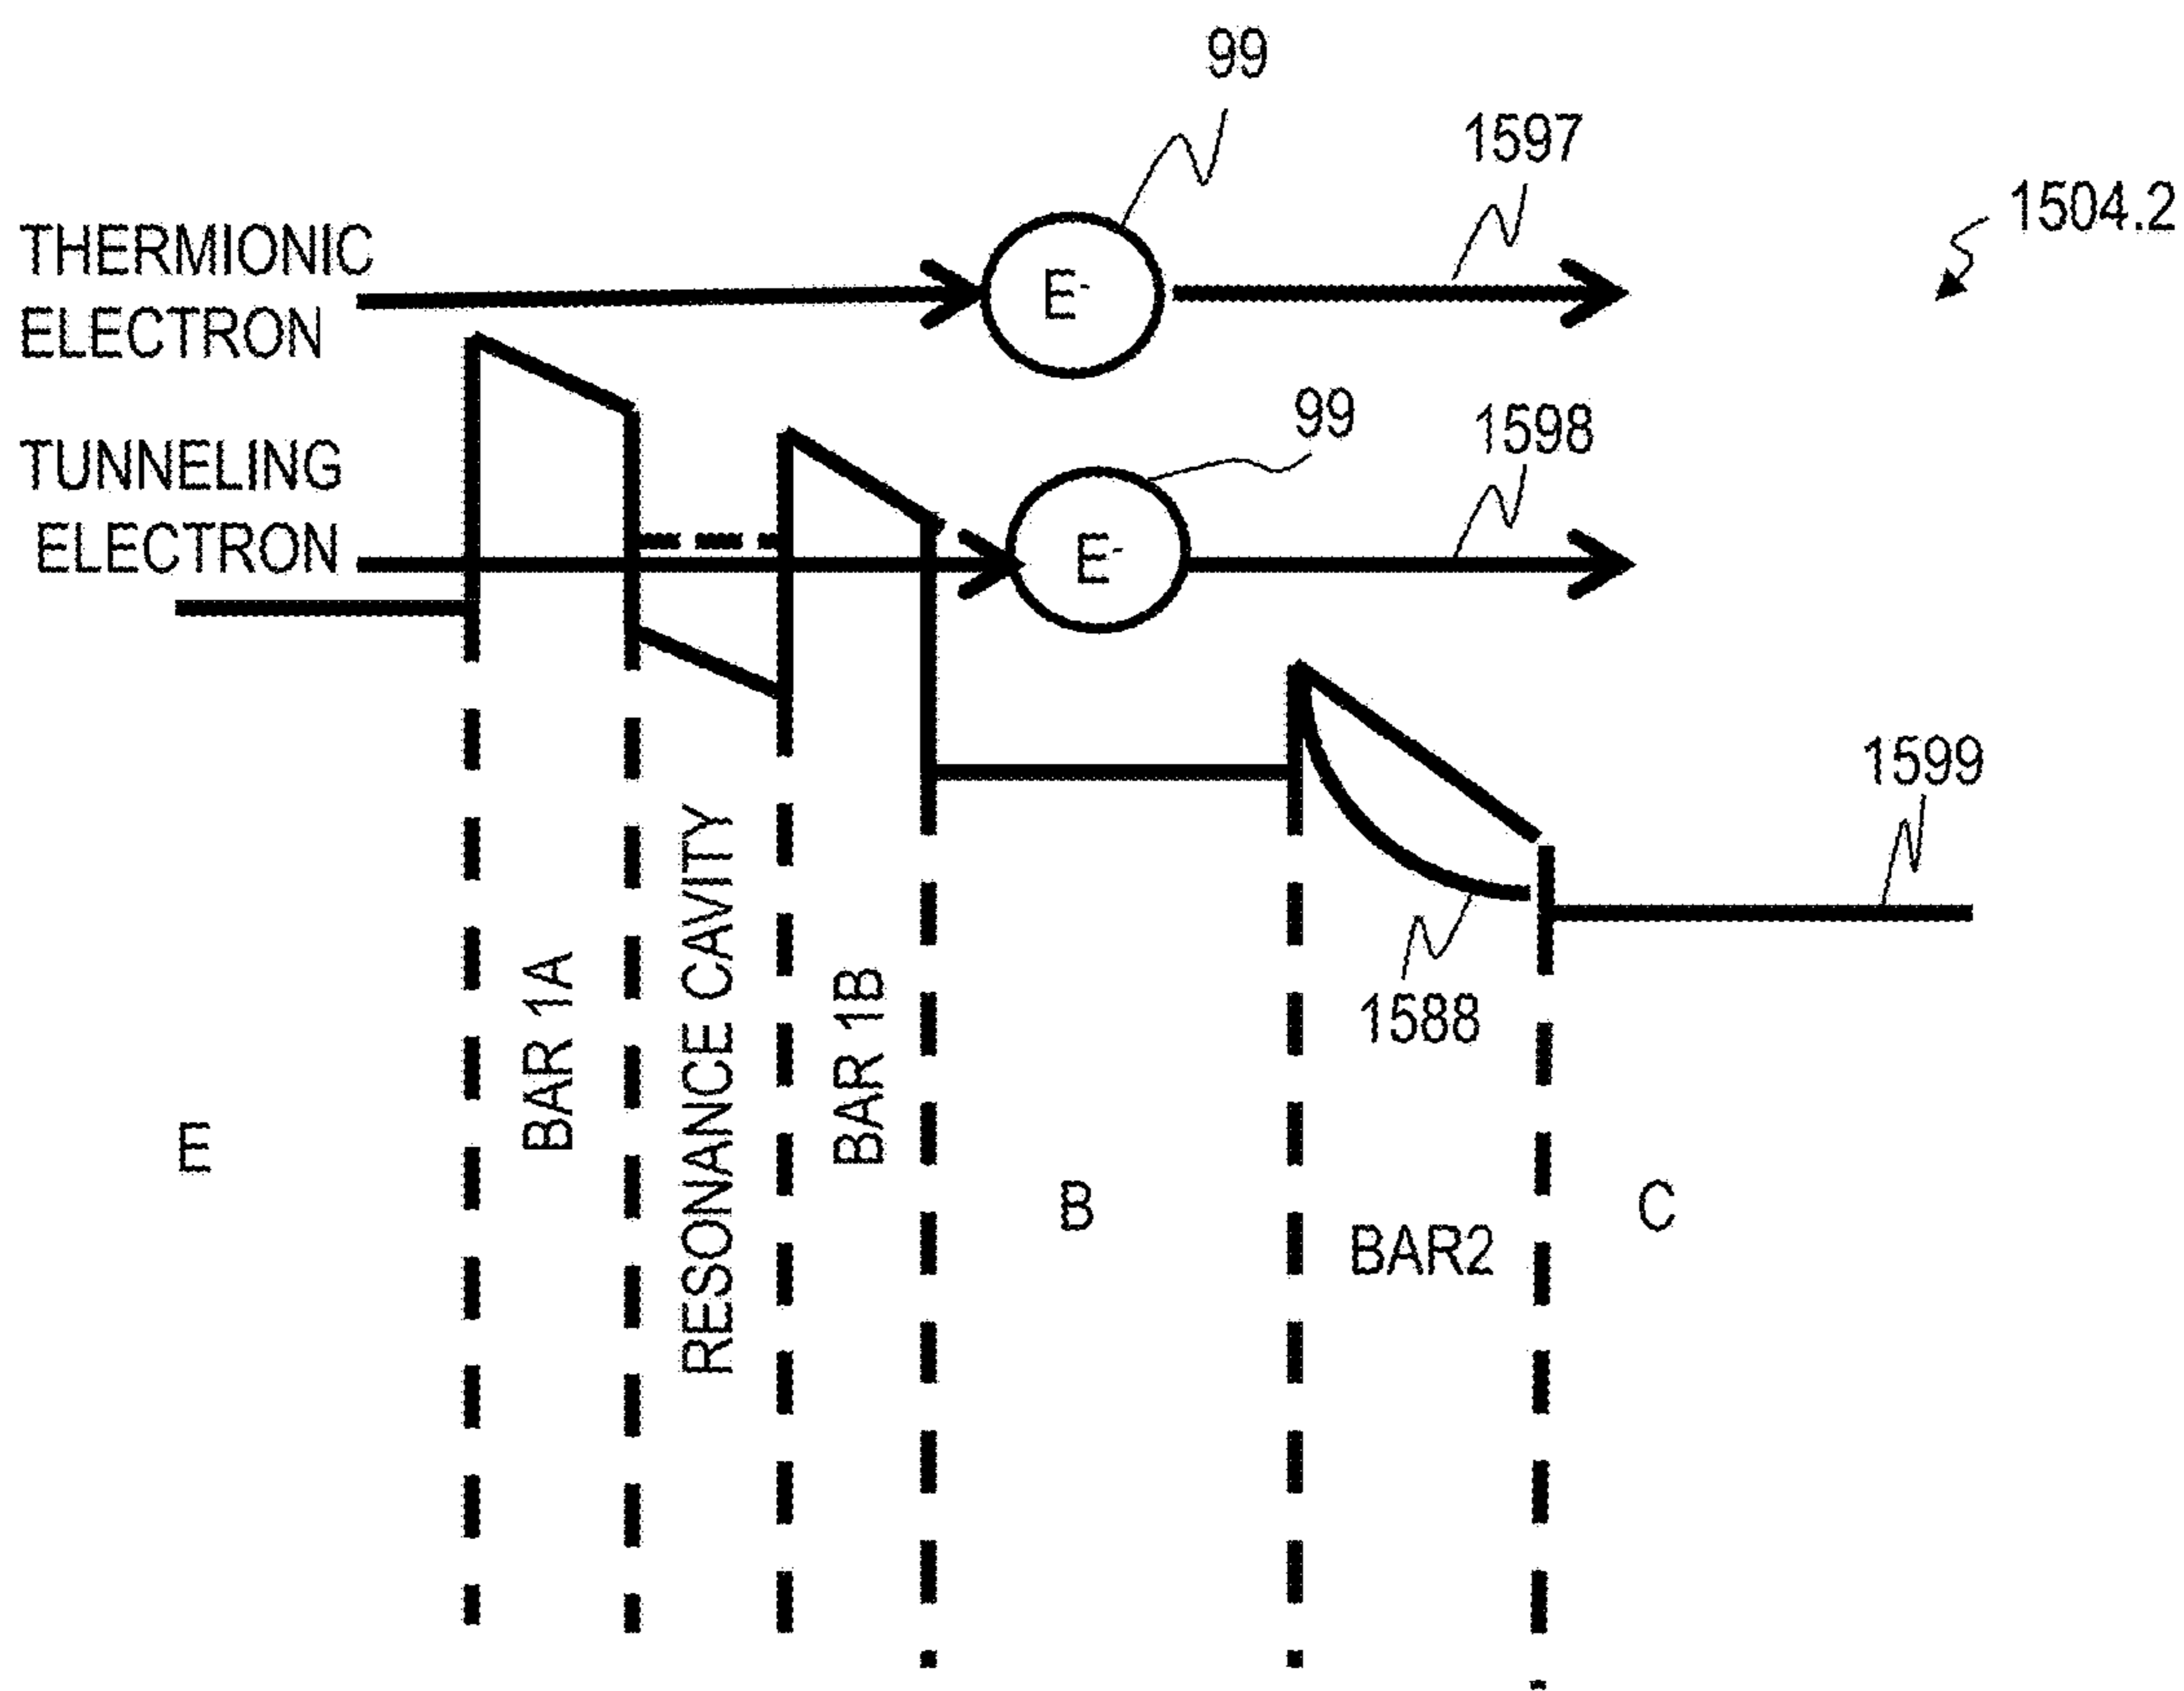 99
1597
1504.2
THERMIONIC
ELECTRON
E-
99
1598
TUNNELING
ELECTRON
E-
1599
1588
BAR 1A
RESONANCE CAVITY
BAR 1B
E
B
BAR2
C